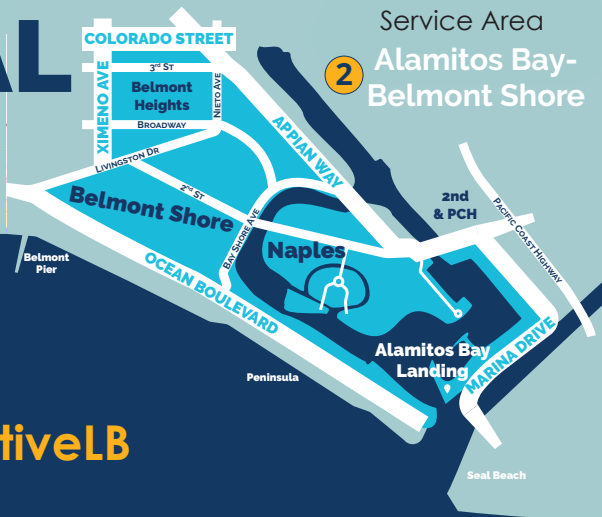 Service Area
2
Alamitos Bay-
Belmont Shore
AL
COLORADO STREET
3rd ST
XIMENO AVE
Belmont
Heights
NIETO AVE
BROADWAY
LIVINGSTON DR
APPIAN WAY
2nd ST
Belmont Shore
BAY SHORE AVE
Naples
2nd
& PCH
PACIFIC COAST HIGHWAY
Belmont
Pier
OCEAN BOULEVARD
Alamitos Bay
Landing
MARINA DRIVE
Peninsula
tiveLB
Seal Beach